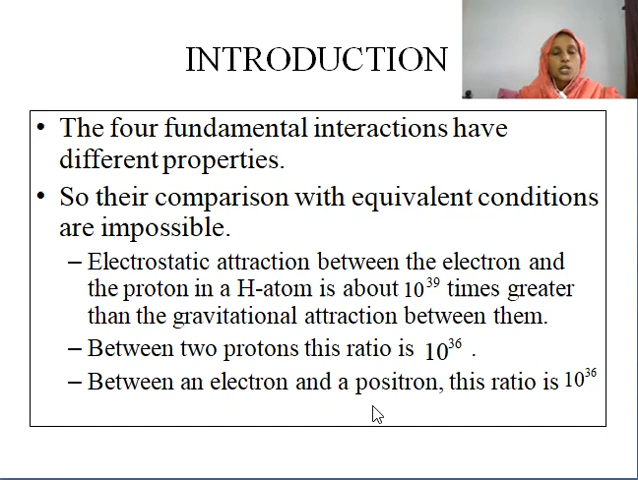 INTRODUCTION
• The four fundamental interactions have
different properties.
• So their comparison with equivalent conditions
are impossible.
– Electrostatic attraction between the electron and
the proton in a H-atom is about 10³⁹ times greater
than the gravitational attraction between them.
– Between two protons this ratio is 10³⁶ .
– Between an electron and a positron, this ratio is 10³⁶